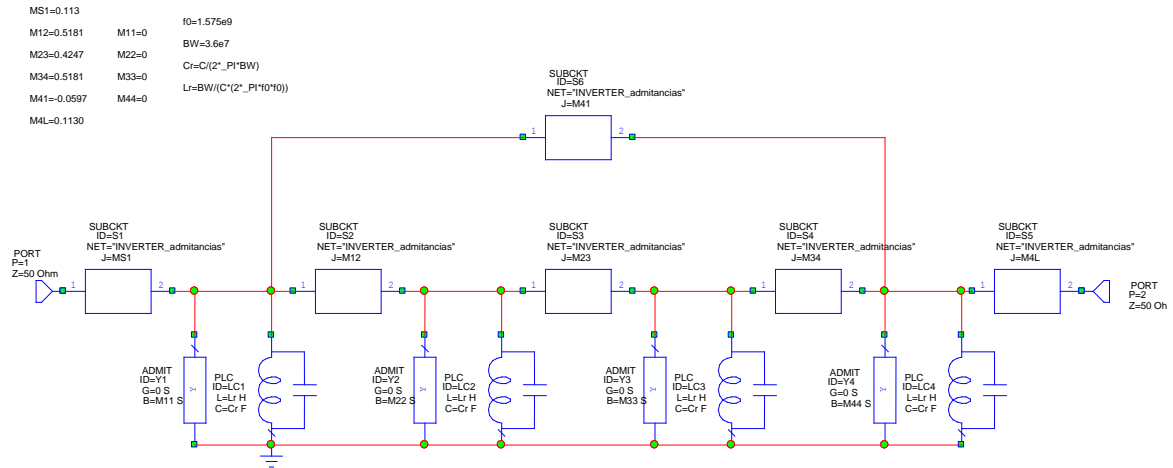 MS1=0.113
M12=0.5181 M11=0
M23=0.4247 M22=0
M34=0.5181 M33=0
M41=-0.0597 M44=0
M4L=0.1130
f0=1.575e9
BW=3.6e7
Cr=C/(2*_PI*BW)
Lr=BW/(C*(2*_PI*f0*f0))
SUBCKT
ID=S6
NET="INVERTER_admitancias"
J=M41
1 2
PORT
P=1
Z=50 Ohm
SUBCKT
ID=S1
NET="INVERTER_admitancias"
J=MS1
1 2
SUBCKT
ID=S2
NET="INVERTER_admitancias"
J=M12
1 2
SUBCKT
ID=S3
NET="INVERTER_admitancias"
J=M23
1 2
SUBCKT
ID=S4
NET="INVERTER_admitancias"
J=M34
1 2
SUBCKT
ID=S5
NET="INVERTER_admitancias"
J=M4L
1 2
PORT
P=2
Z=50 Oh
ADMIT
ID=Y1
G=0 S
B=M11 S
Y
PLC
ID=LC1
L=Lr H
C=Cr F
ADMIT
ID=Y2
G=0 S
B=M22 S
Y
PLC
ID=LC2
L=Lr H
C=Cr F
ADMIT
ID=Y3
G=0 S
B=M33 S
Y
PLC
ID=LC3
L=Lr H
C=Cr F
ADMIT
ID=Y4
G=0 S
B=M44 S
Y
PLC
ID=LC4
L=Lr H
C=Cr F